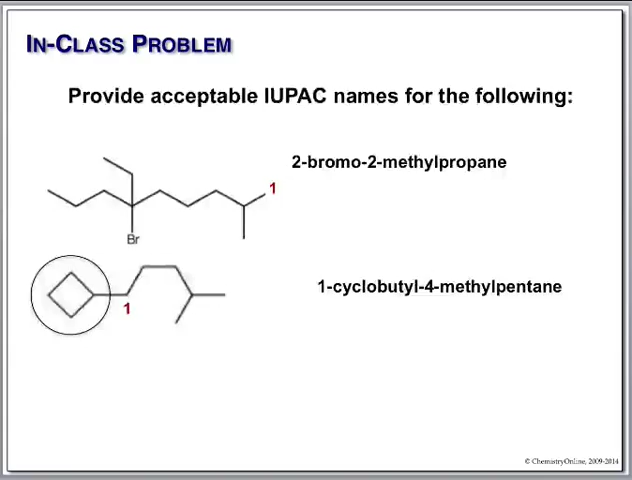 IN-CLASS PROBLEM
Provide acceptable IUPAC names for the following:
2-bromo-2-methylpropane
1
Br
1-cyclobutyl-4-methylpentane
1
© ChemistryOnline, 2009-2014